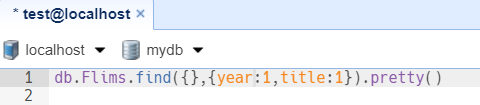 * test@localhost ×
localhost mydb
1 db.Flims.find({},{year:1,title:1}).pretty()
2